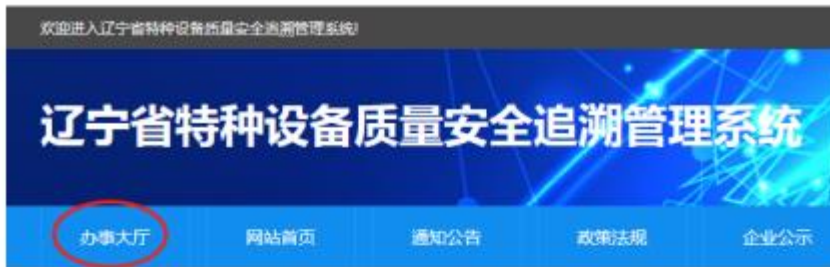 欢迎进入辽宁省特种设备质量安全追溯管理系统!
辽宁省特种设备质量安全追溯管理系统
办事大厅 网站首页 通知公告 政策法规 企业公示